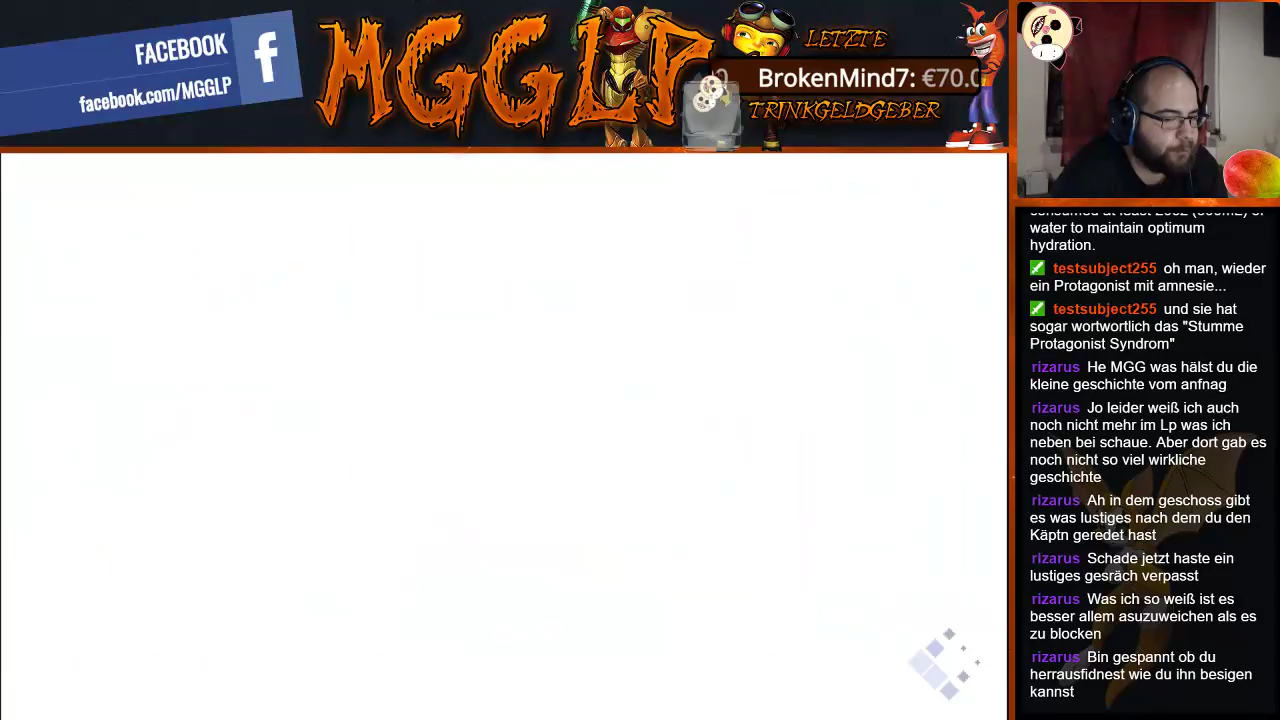 FACEBOOK
facebook.com/MGGLP
MGGLP
LETZTE
BrokenMind7: €70.0
TRINKGELDGEBER
water to maintain optimum
hydration.
testsubject255 oh man, wieder
ein Protagonist mit amnesie...
testsubject255 und sie hat
sogar wortwortlich das "Stumme
Protagonist Syndrom"
rizarus He MGG was hälst du die
kleine geschichte vom anfnag
rizarus Jo leider weiß ich auch
noch nicht mehr im Lp was ich
neben bei schaue. Aber dort gab es
noch nicht so viel wirkliche
geschichte
rizarus Ah in dem geschoss gibt
es was lustiges nach dem du den
Käptn geredet hast
rizarus Schade jetzt haste ein
lustiges gesräch verpasst
rizarus Was ich so weiß ist es
besser allem asuzuweichen als es
zu blocken
rizarus Bin gespannt ob du
herrausfidnest wie du ihn besigen
kannst